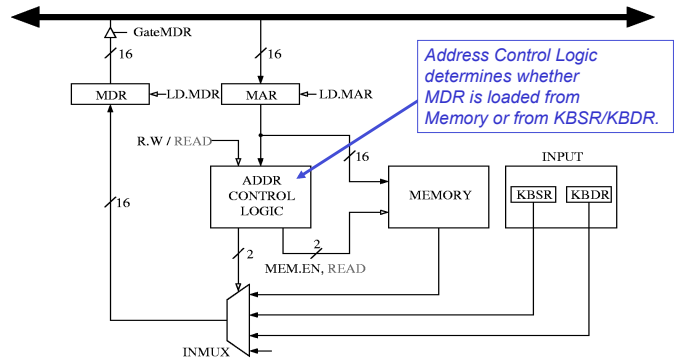 GateMDR
16
16
Address Control Logic
determines whether
MDR is loaded from
Memory or from KBSR/KBDR.
MDR
LD.MDR
MAR
LD.MAR
R.W / READ
16
INPUT
ADDR
CONTROL
LOGIC
MEMORY
KBSR
KBDR
16
2
2
MEM.EN, READ
INMUX